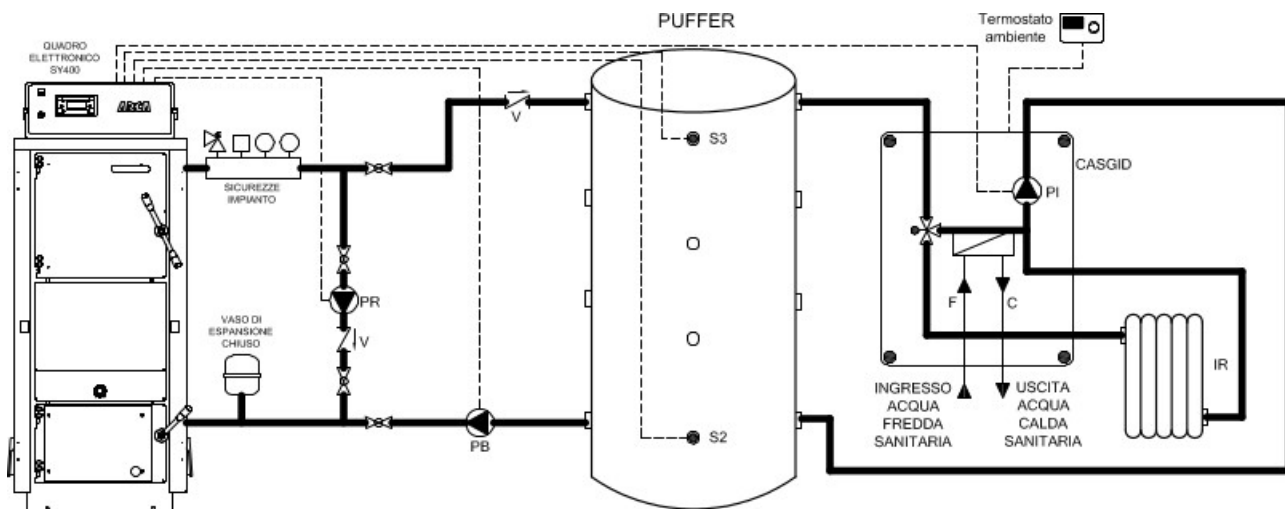 QUADRO
ELETTRONICO
SY400
ARCA
SICUREZZE
IMPIANTO
VASO DI
ESPANSIONE
CHIUSO
PR
V
PB
V
PUFFER
S3
S2
Termostato
ambiente
CASGID
PI
F
C
IR
INGRESSO
ACQUA
FREDDA
SANITARIA
USCITA
ACQUA
CALDA
SANITARIA